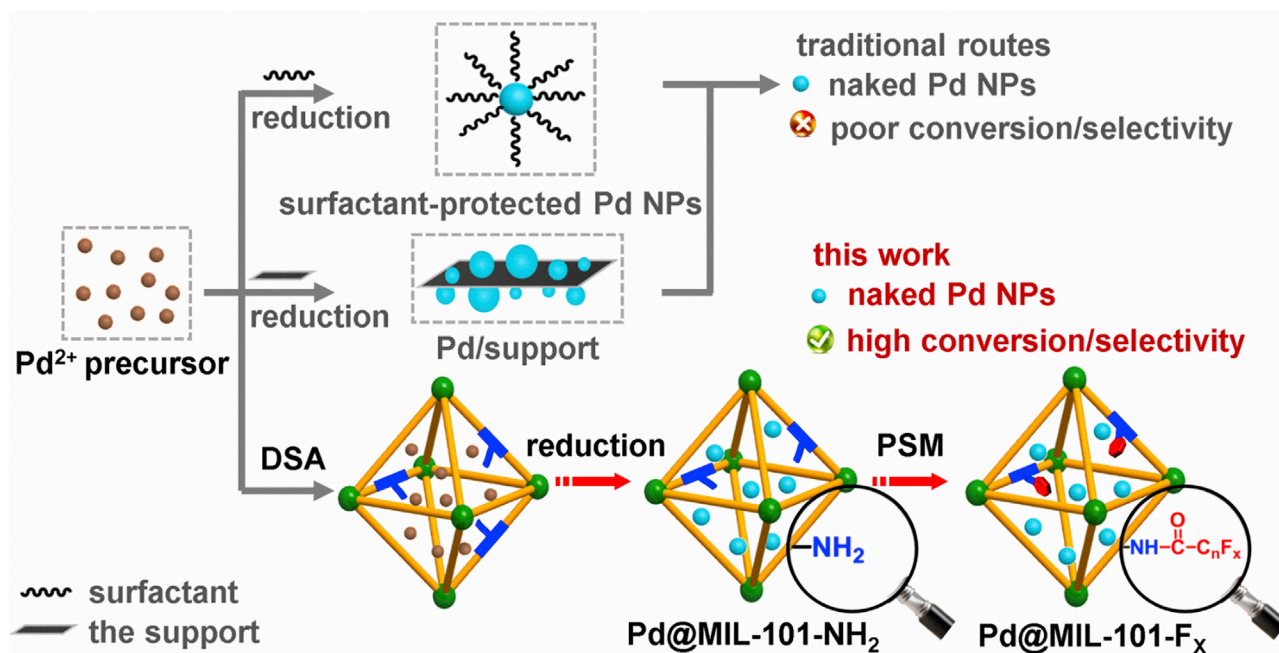 traditional routes
naked Pd NPs
poor conversion/selectivity
reduction
surfactant-protected Pd NPs
reduction
Pd/support
Pd²⁺ precursor
this work
naked Pd NPs
high conversion/selectivity
DSA
reduction
PSM
–NH₂
O
–NH–C–CₙFₓ
surfactant
the support
Pd@MIL-101-NH₂
Pd@MIL-101-Fₓ